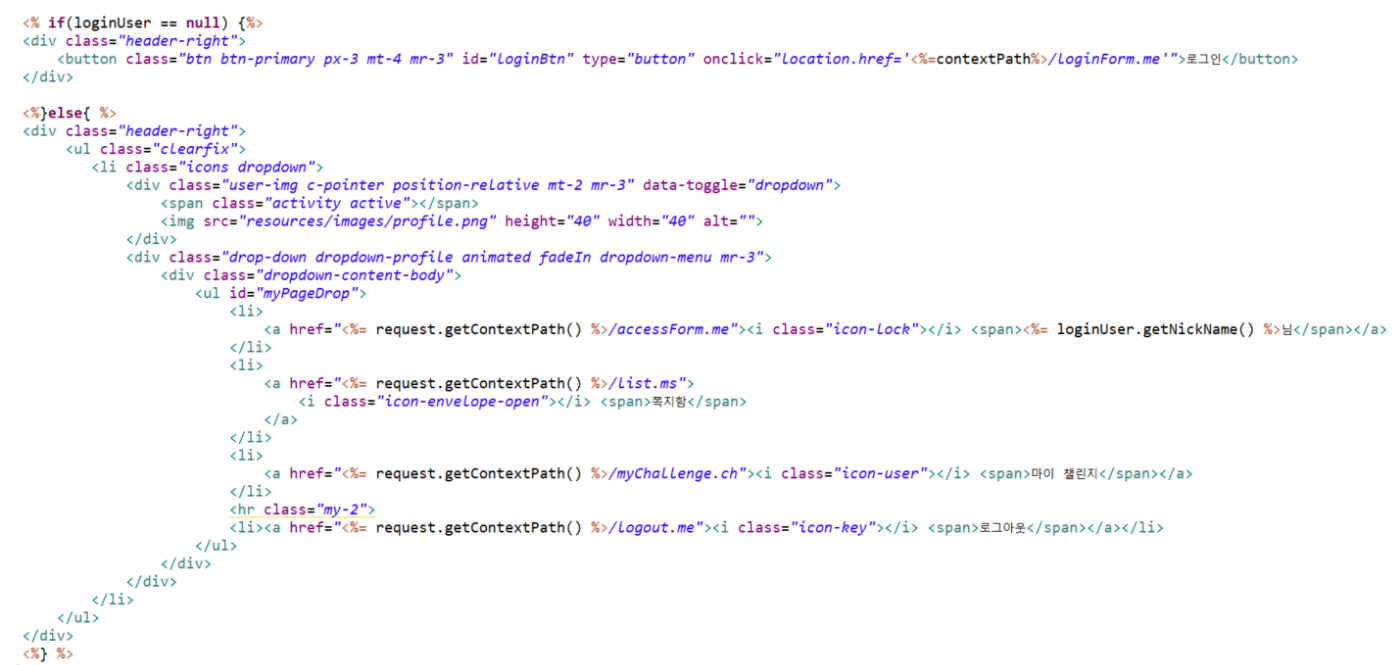 <% if(loginUser == null) {%>
<div class="header-right">
    <button class="btn btn-primary px-3 mt-4 mr-3" id="loginBtn" type="button" onclick="location.href='<%=contextPath%>/loginForm.me'">로그인</button>
</div>

<%}else{ %>
<div class="header-right">
     <ul class="clearfix">
        <li class="icons dropdown">
            <div class="user-img c-pointer position-relative mt-2 mr-3" data-toggle="dropdown">
                <span class="activity active"></span>
                <img src="resources/images/profile.png" height="40" width="40" alt="">
            </div>
            <div class="drop-down dropdown-profile animated fadeIn dropdown-menu mr-3">
                <div class="dropdown-content-body">
                    <ul id="myPageDrop">
                        <li>
                            <a href="<%= request.getContextPath() %>/accessForm.me"><i class="icon-lock"></i> <span><%= loginUser.getNickName() %>님</span></a>
                        </li>
                        <li>
                            <a href="<%= request.getContextPath() %>/list.ms">
                                <i class="icon-envelope-open"></i> <span>쪽지함</span>
                            </a>
                        </li>
                        <li>
                            <a href="<%= request.getContextPath() %>/myChallenge.ch"><i class="icon-user"></i> <span>마이 챌린지</span></a>
                        </li>
                        <hr class="my-2">
                        <li><a href="<%= request.getContextPath() %>/logout.me"><i class="icon-key"></i> <span>로그아웃</span></a></li>
                    </ul>
                </div>
            </div>
        </li>
    </ul>
</div>
<%} %>